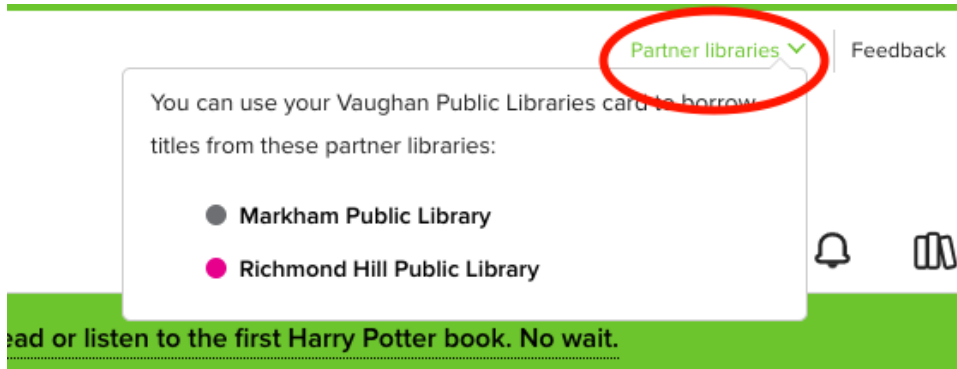 Partner libraries
Feedback
You can use your Vaughan Public Libraries card to borrow
titles from these partner libraries:
Markham Public Library
Richmond Hill Public Library
or listen to the first Harry Potter book. No wait.